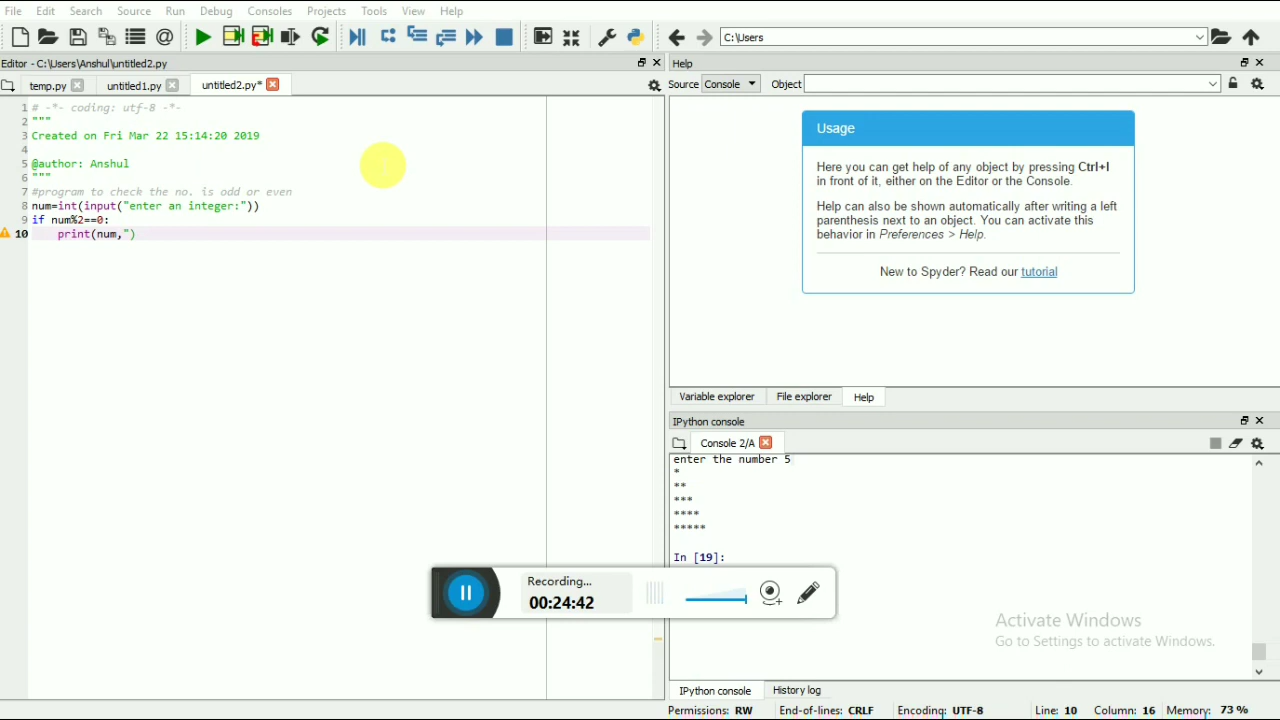 File Edit Search Source Run Debug Consoles Projects Tools View Help
C:\Users
Editor - C:\Users\Anshul\untitled2.py
temp.py untitled1.py untitled2.py*
1 # -*- coding: utf-8 -*-
2 """
3 Created on Fri Mar 22 15:14:20 2019
4
5 @author: Anshul
6 """
7 #program to check the no. is odd or even
8 num=int(input("enter an integer:"))
9 if num%2==0:
10 print(num,")
Help
Source Console Object
Usage
Here you can get help of any object by pressing Ctrl+I
in front of it, either on the Editor or the Console.
Help can also be shown automatically after writing a left
parenthesis next to an object. You can activate this
behavior in Preferences > Help.
New to Spyder? Read our tutorial
Variable explorer File explorer Help
IPython console
Console 2/A
enter the number 5
*
**
***
****
*****
In [19]:
Recording...
00:24:42
Activate Windows
Go to Settings to activate Windows.
IPython console History log
Permissions: RW End-of-lines: CRLF Encoding: UTF-8 Line: 10 Column: 16 Memory: 73 %